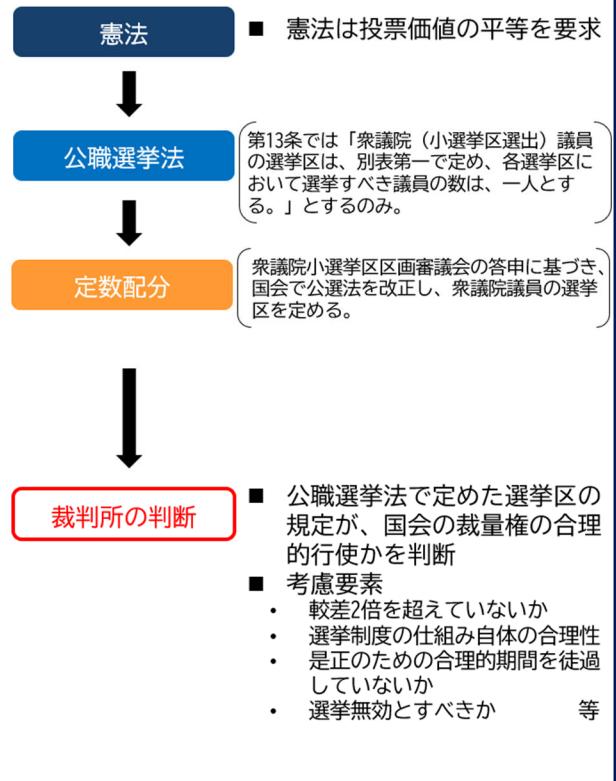 憲法
■ 憲法は投票価値の平等を要求
公職選挙法
第13条では「衆議院（小選挙区選出）議員
の選挙区は、別表第一で定め、各選挙区に
おいて選挙すべき議員の数は、一人とす
る。」とするのみ。
定数配分
衆議院小選挙区区画審議会の答申に基づき、
国会で公選法を改正し、衆議院議員の選挙
区を定める。
裁判所の判断
■ 公職選挙法で定めた選挙区の
規定が、国会の裁量権の合理
的行使かを判断
■ 考慮要素
・ 較差2倍を超えていないか
・ 選挙制度の仕組み自体の合理性
・ 是正のための合理的期間を徒過
していないか
・ 選挙無効とすべきか 等